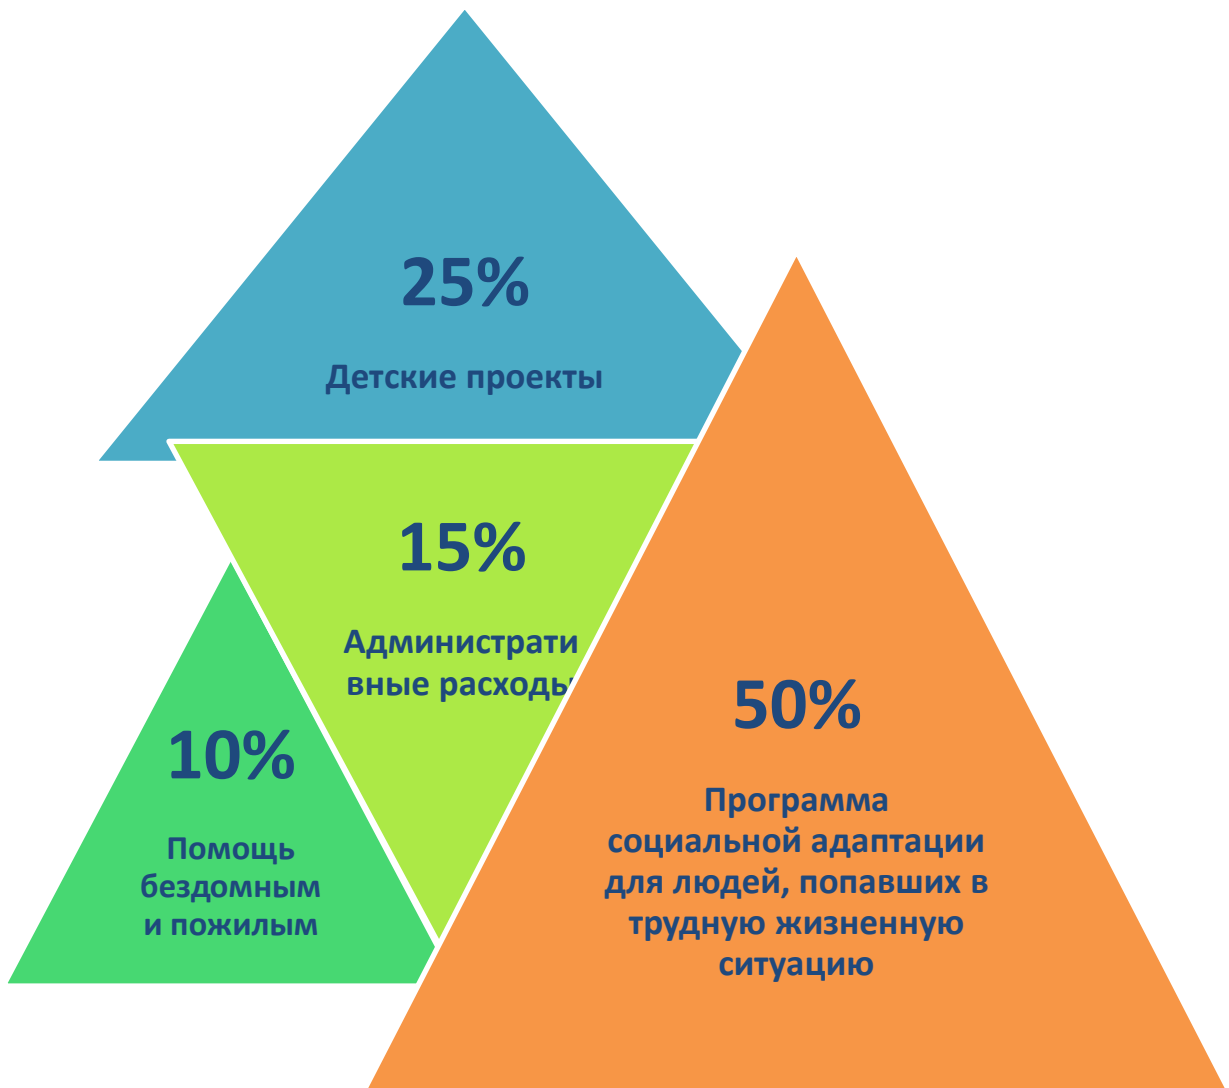 25%
Детские проекты
15%
Администрати
вные расходы
10%
Помощь
бездомным
и пожилым
50%
Программа
социальной адаптации
для людей, попавших в
трудную жизненную
ситуацию